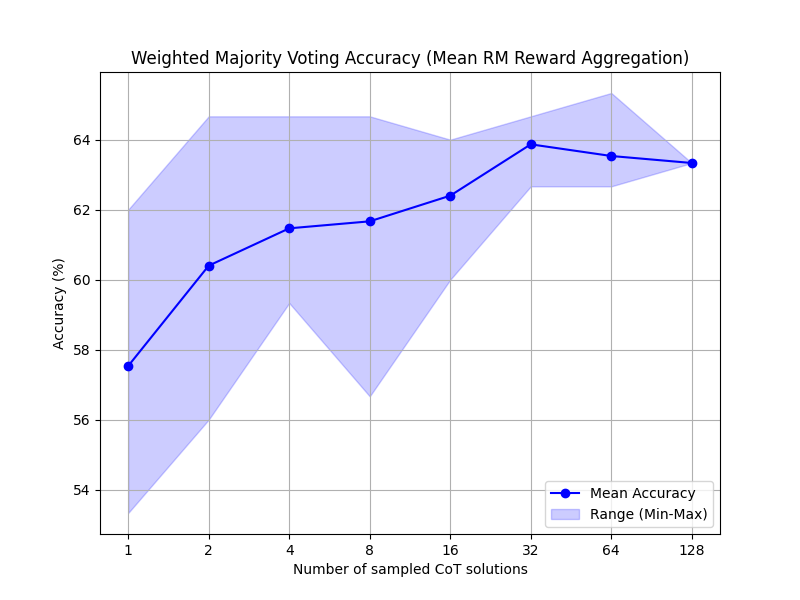 Weighted Majority Voting Accuracy (Mean RM Reward Aggregation)
Accuracy (%)
64
62
60
58
56
54
Mean Accuracy
Range (Min-Max)
1 2 4 8 16 32 64 128
Number of sampled CoT solutions